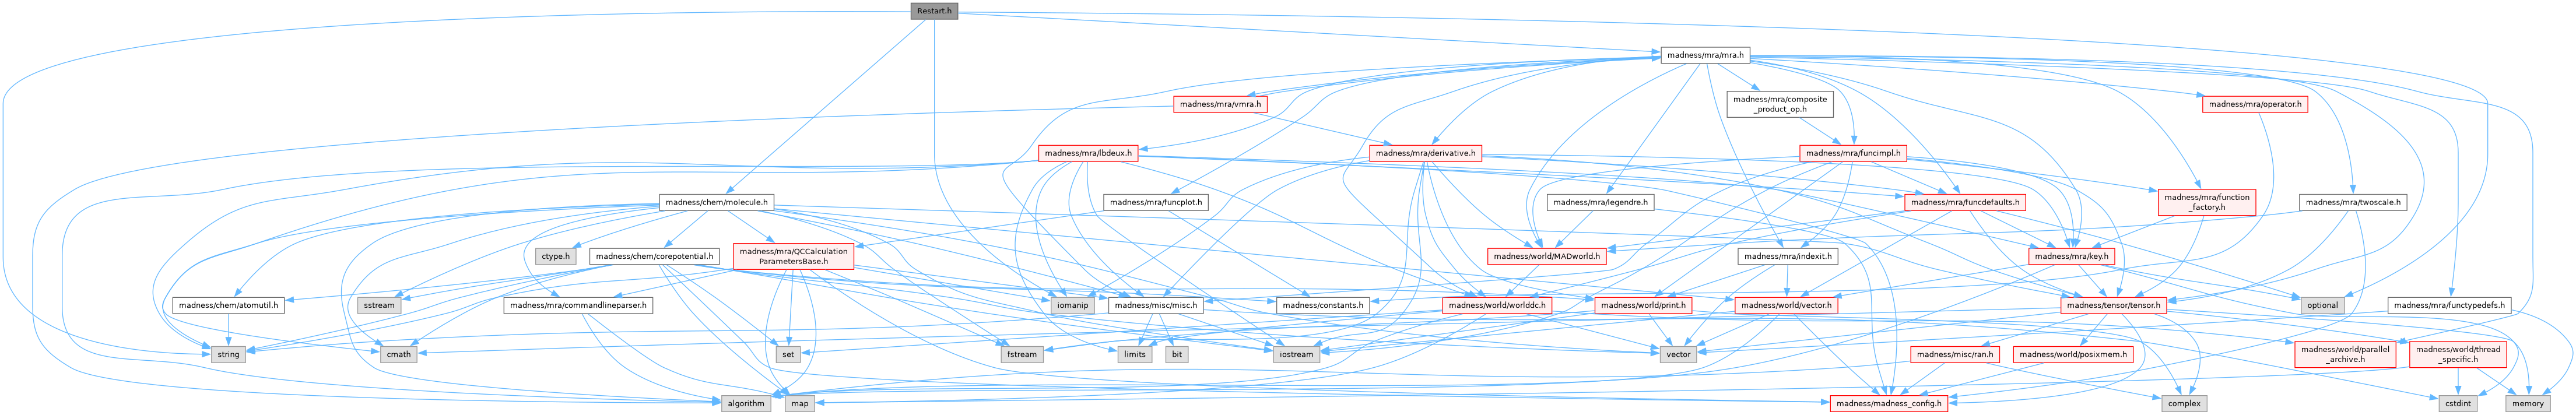 Restart.h
madness/mra/mra.h
madness/mra/vmra.h
madness/mra/composite
_product_op.h
madness/mra/operator.h
madness/mra/lbdeux.h
madness/mra/derivative.h
madness/mra/funcimpl.h
madness/chem/molecule.h
madness/mra/funcplot.h
madness/mra/legendre.h
madness/mra/funcdefaults.h
madness/mra/function
_factory.h
madness/mra/twoscale.h
ctype.h
madness/chem/corepotential.h
madness/mra/QCCalculation
ParametersBase.h
madness/world/MADworld.h
madness/mra/indexit.h
madness/mra/key.h
madness/chem/atomutil.h
sstream
madness/mra/commandlineparser.h
iomanip
madness/misc/misc.h
madness/constants.h
madness/world/worlddc.h
madness/world/print.h
madness/world/vector.h
madness/tensor/tensor.h
optional
madness/mra/functypedefs.h
string
cmath
set
fstream
limits
bit
iostream
vector
madness/misc/ran.h
madness/world/posixmem.h
madness/world/parallel
_archive.h
madness/world/thread
_specific.h
algorithm
map
madness/madness_config.h
complex
cstdint
memory